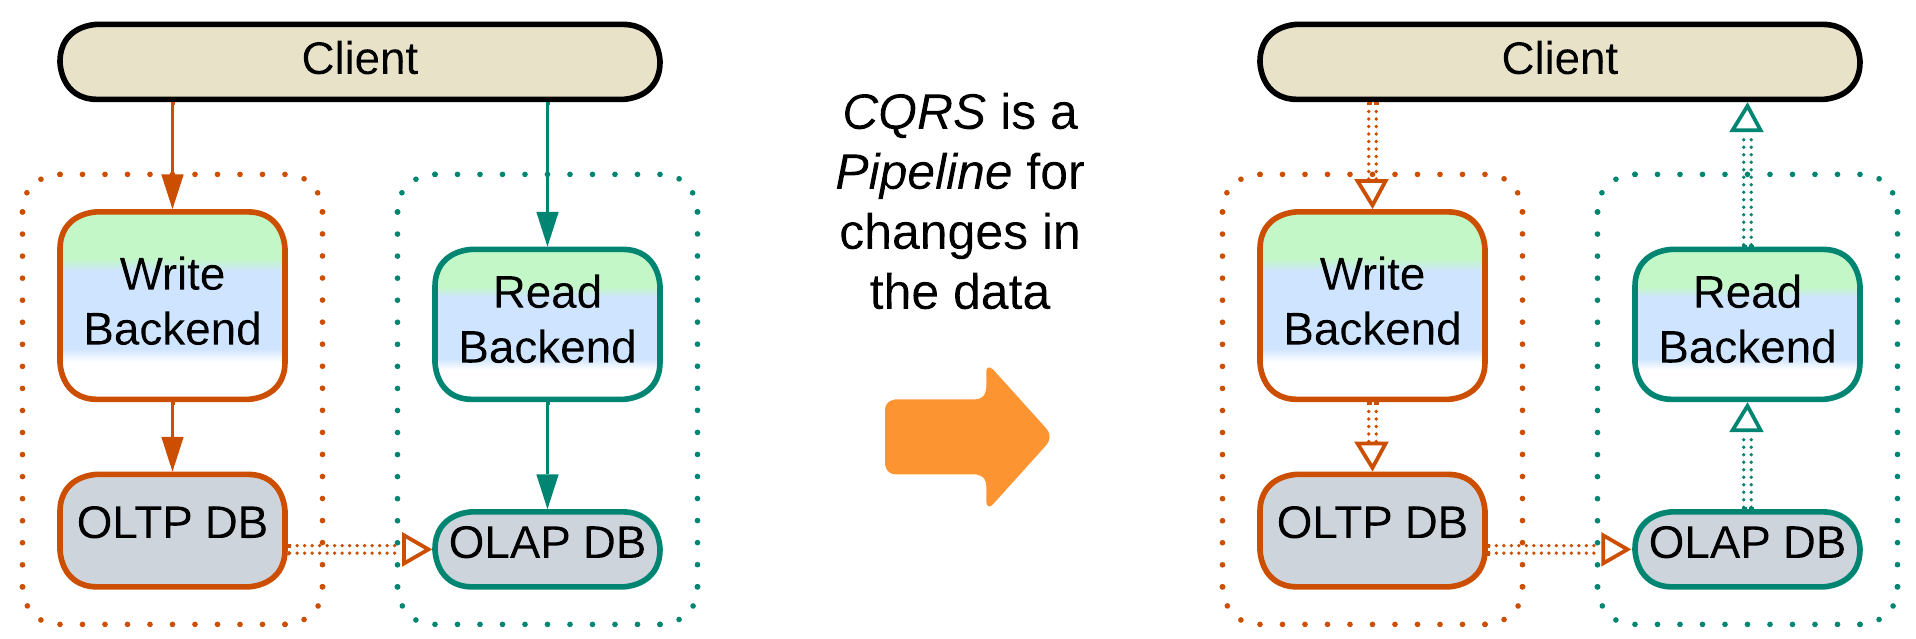 Client
Write
Backend
OLTP DB
Read
Backend
OLAP DB
CQRS is a
Pipeline for
changes in
the data
Client
Write
Backend
OLTP DB
Read
Backend
OLAP DB